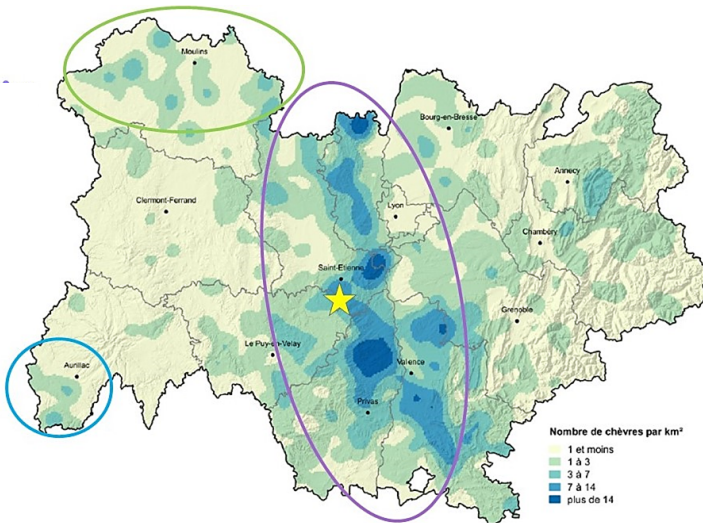 Moulins
Bourg-en-Bresse
Annecy
Clermont-Ferrand
Lyon
Chambéry
Saint-Etienne
Grenoble
Le Puy-en-Velay
Valence
Aurillac
Privas
Nombre de chèvres par km²
1 et moins
1 à 3
3 à 7
7 à 14
plus de 14